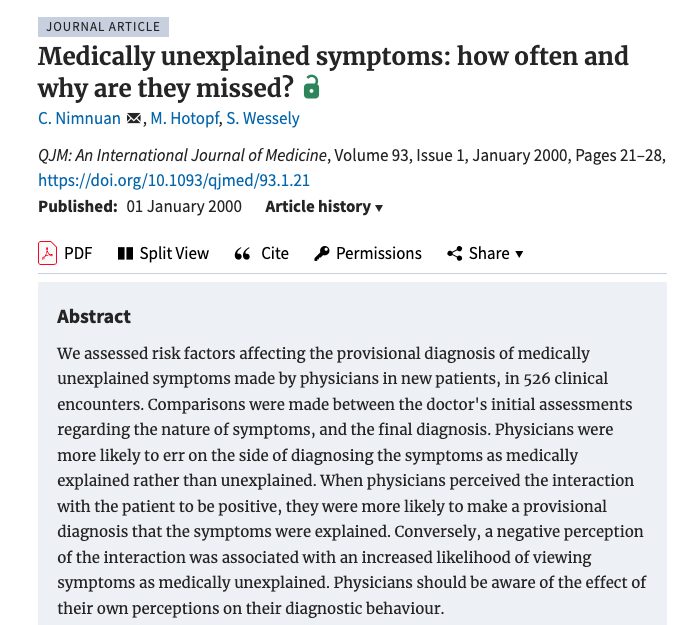 JOURNAL ARTICLE
Medically unexplained symptoms: how often and
why are they missed?
C. Nimnuan, M. Hotopf, S. Wessely
QJM: An International Journal of Medicine, Volume 93, Issue 1, January 2000, Pages 21–28,
https://doi.org/10.1093/qjmed/93.1.21
Published: 01 January 2000 Article history
PDF Split View Cite Permissions Share
Abstract
We assessed risk factors affecting the provisional diagnosis of medically
unexplained symptoms made by physicians in new patients, in 526 clinical
encounters. Comparisons were made between the doctor's initial assessments
regarding the nature of symptoms, and the final diagnosis. Physicians were
more likely to err on the side of diagnosing the symptoms as medically
explained rather than unexplained. When physicians perceived the interaction
with the patient to be positive, they were more likely to make a provisional
diagnosis that the symptoms were explained. Conversely, a negative perception
of the interaction was associated with an increased likelihood of viewing
symptoms as medically unexplained. Physicians should be aware of the effect of
their own perceptions on their diagnostic behaviour.